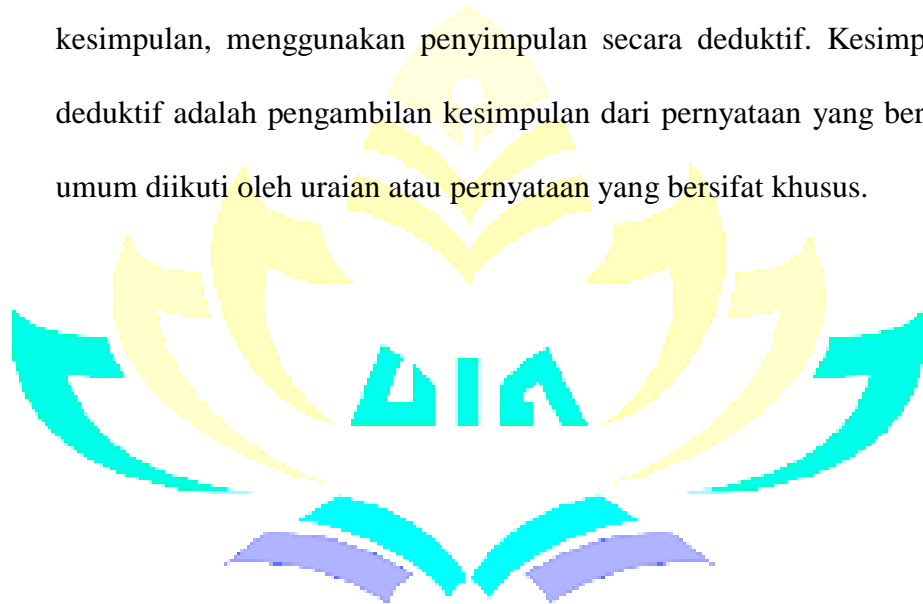 kesimpulan, menggunakan penyimpulan secara deduktif. Kesimp
deduktif adalah pengambilan kesimpulan dari pernyataan yang ber
umum diikuti oleh uraian atau pernyataan yang bersifat khusus.